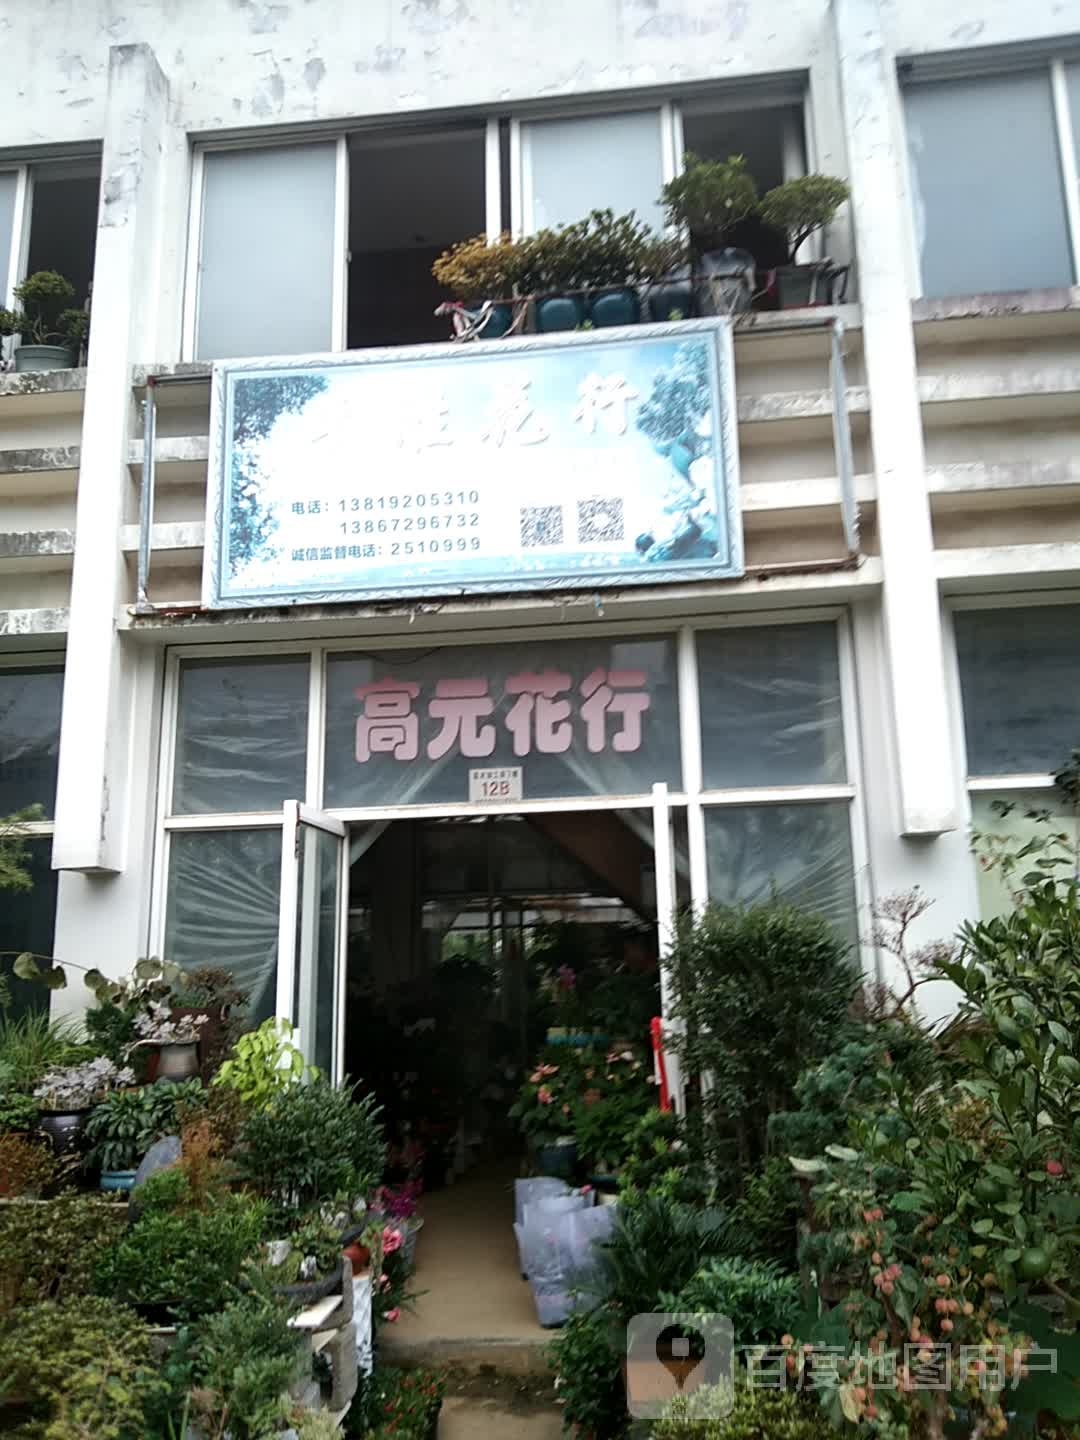 花行
电话：13819205310
13867296732
诚信监督电话：2510999
高元花行
12B
百度地图用户